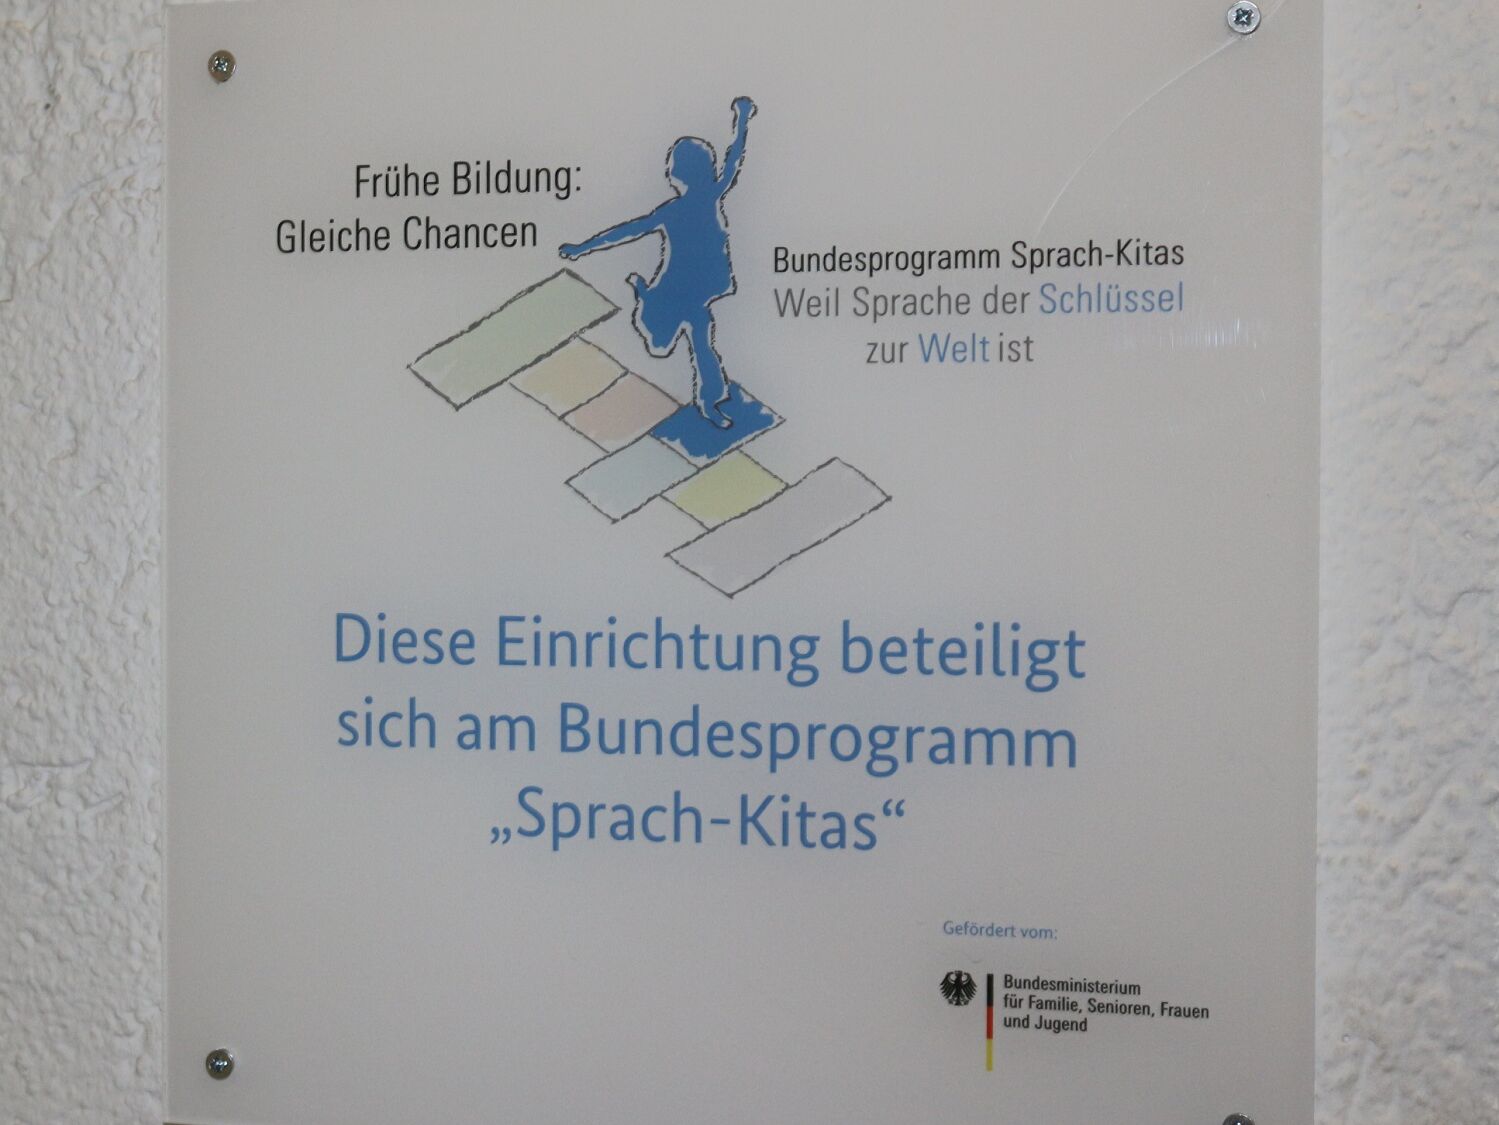 Frühe Bildung:
Gleiche Chancen
Bundesprogramm Sprach-Kitas
Weil Sprache der Schlüssel
zur Welt ist
Diese Einrichtung beteiligt
sich am Bundesprogramm
„Sprach-Kitas“
Gefördert vom:
Bundesministerium
für Familie, Senioren, Frauen
und Jugend